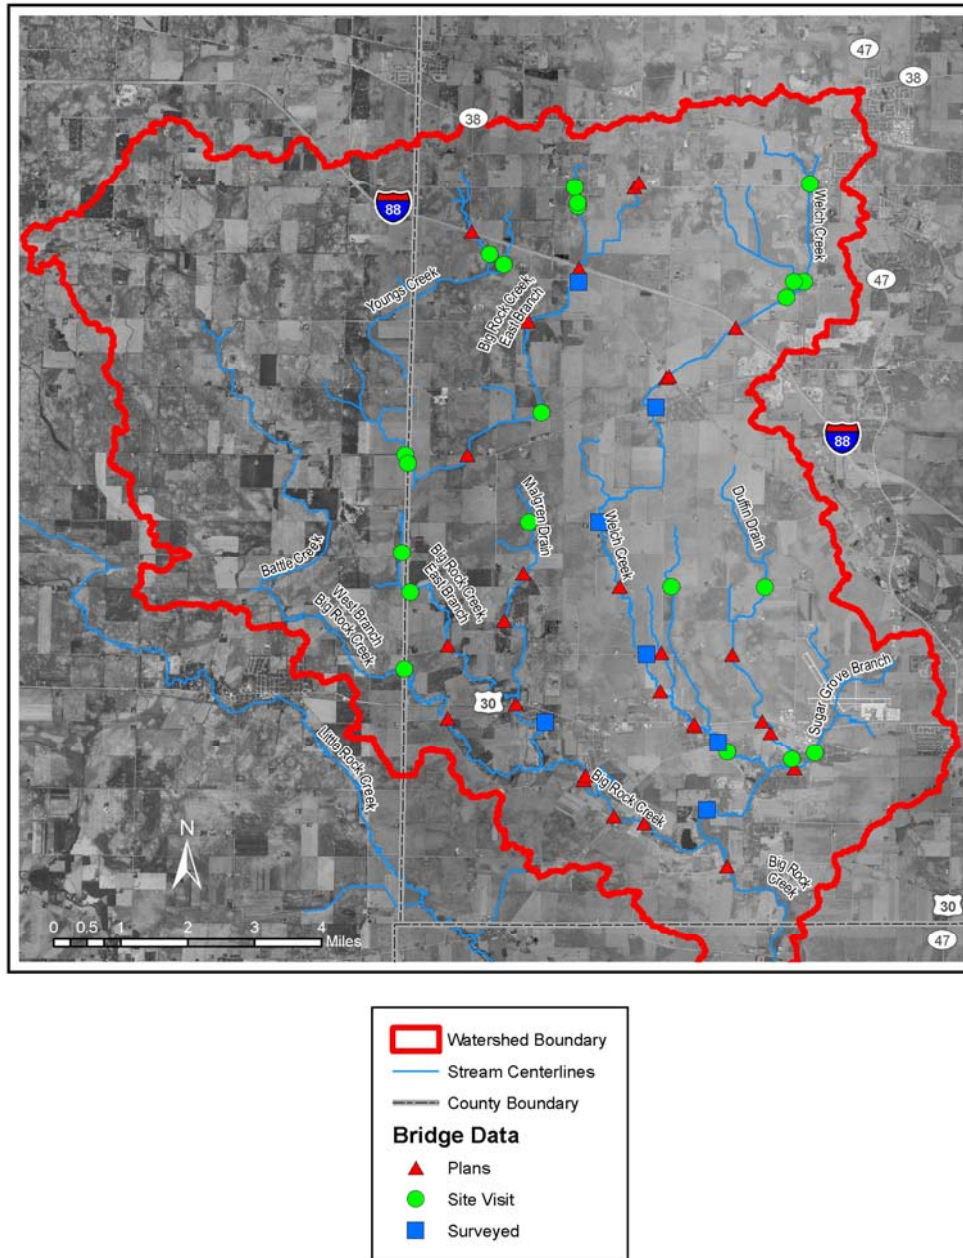 47
38
38
88
Welch Creek
47
Youngs Creek
Big Rock Creek,
East Branch
88
Malgren Drain
Duffin Drain
Welch Creek
Battle Creek
Big Rock Creek,
East Branch
West Branch
Big Rock Creek
30
Sugar Grove Branch
Little Rock Creek
Big Rock Creek
N
Big Rock
Creek
30
0 0.5 1 2 3 4
Miles
47
Watershed Boundary
Stream Centerlines
County Boundary
Bridge Data
Plans
Site Visit
Surveyed